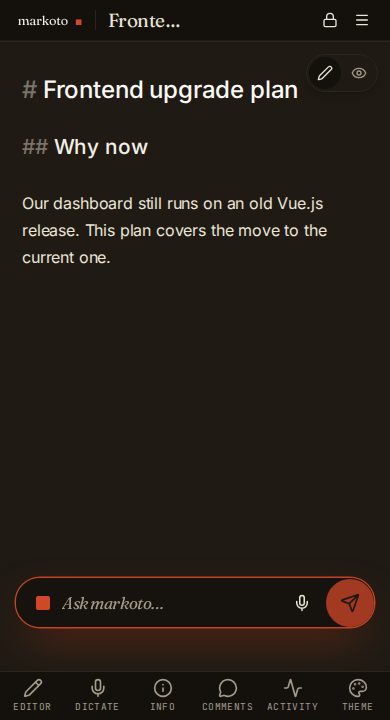 markoto
Fronte...
# Frontend upgrade plan
## Why now
Our dashboard still runs on an old Vue.js
release. This plan covers the move to the
current one.
Ask markoto...
EDITOR DICTATE INFO COMMENTS ACTIVITY THEME